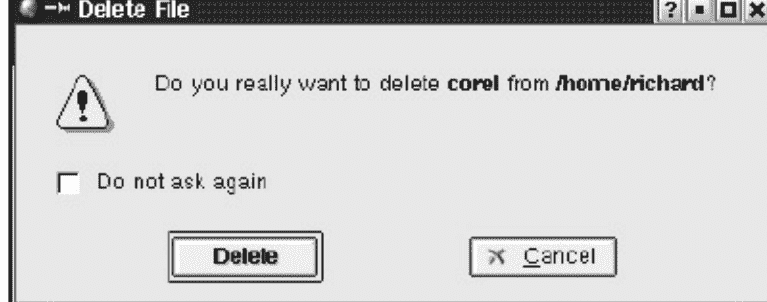 Delete File
Do you really want to delete corel from /home/richard?
Do not ask again
Delete
Cancel